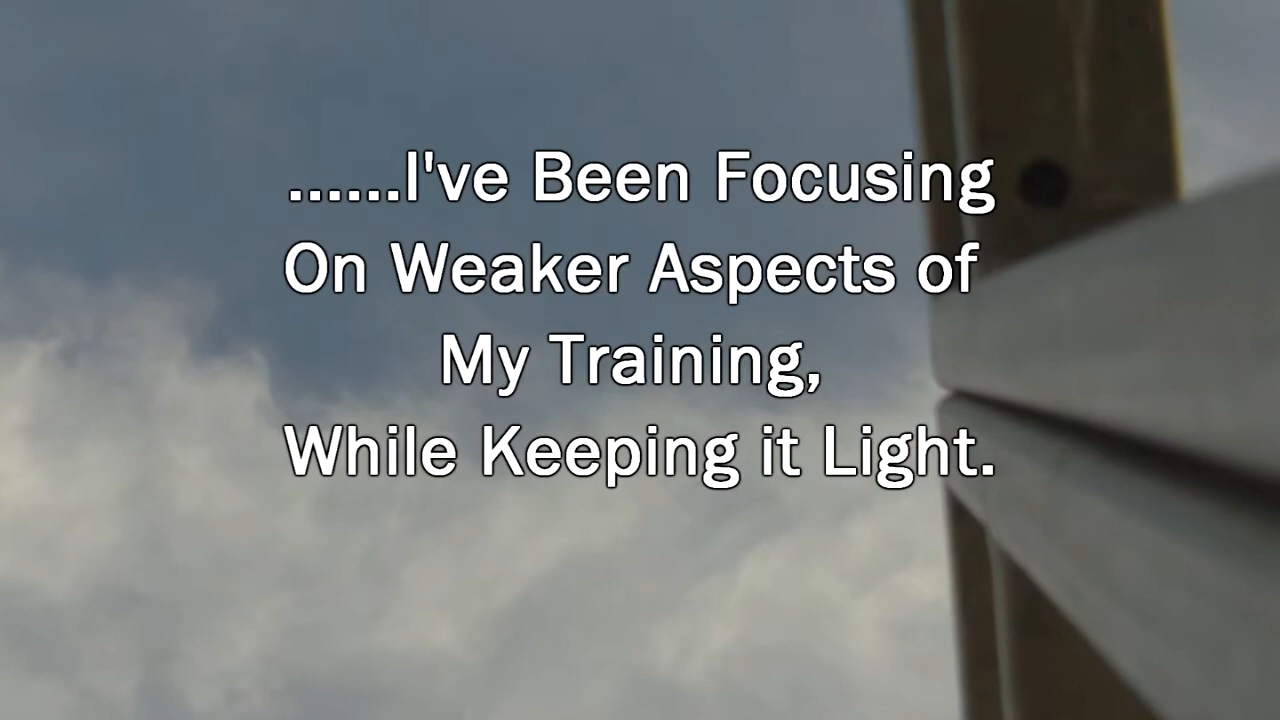 ......I've Been Focusing
On Weaker Aspects of
My Training,
While Keeping it Light.